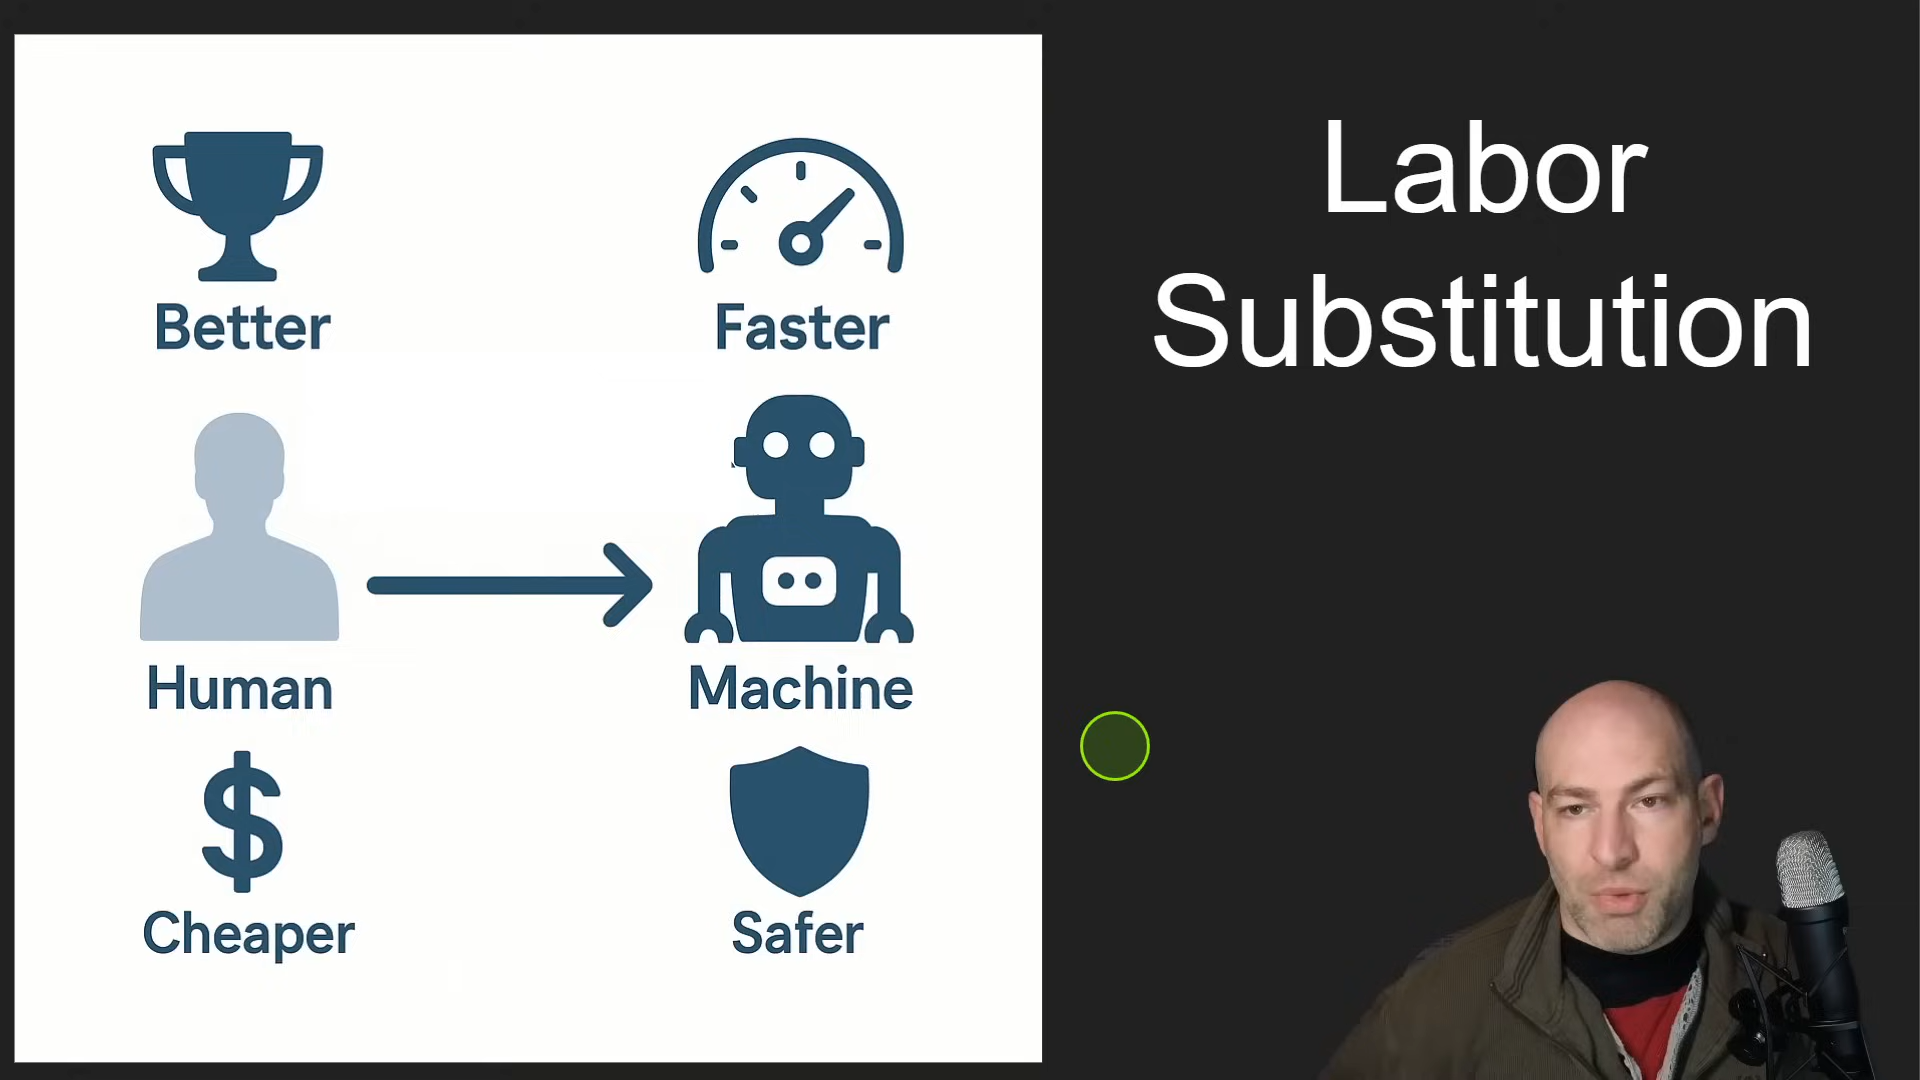 Labor
Substitution
Better
Faster
Human
Machine
$
Cheaper
Safer